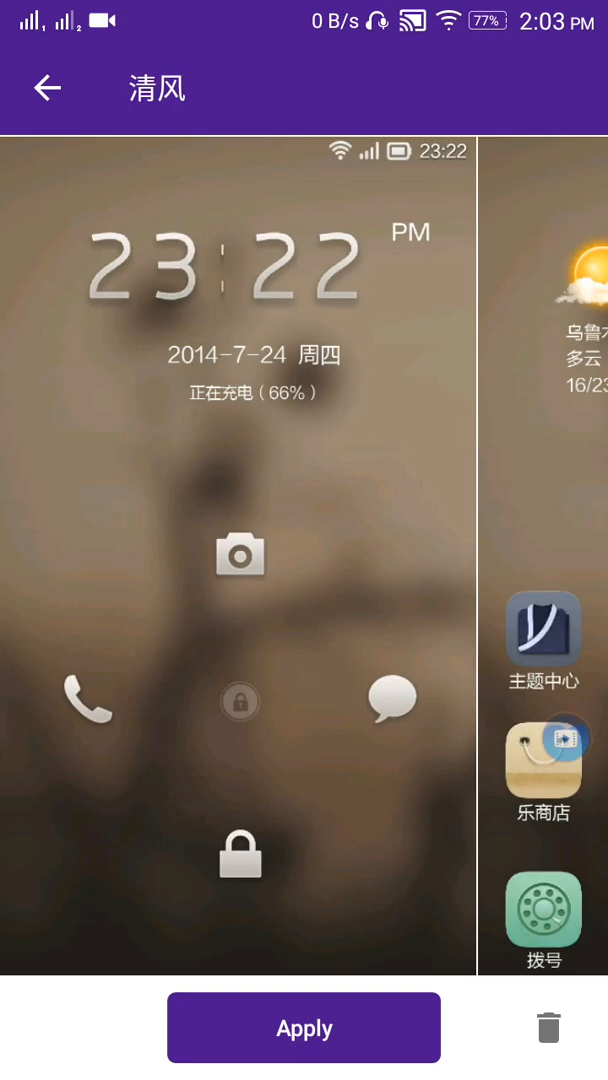 0 B/s 77% 2:03 PM
清风
23:22
23:22 PM
2014-7-24 周四
正在充电（66%）
多云
16/23
主题中心
乐商店
拨号
Apply